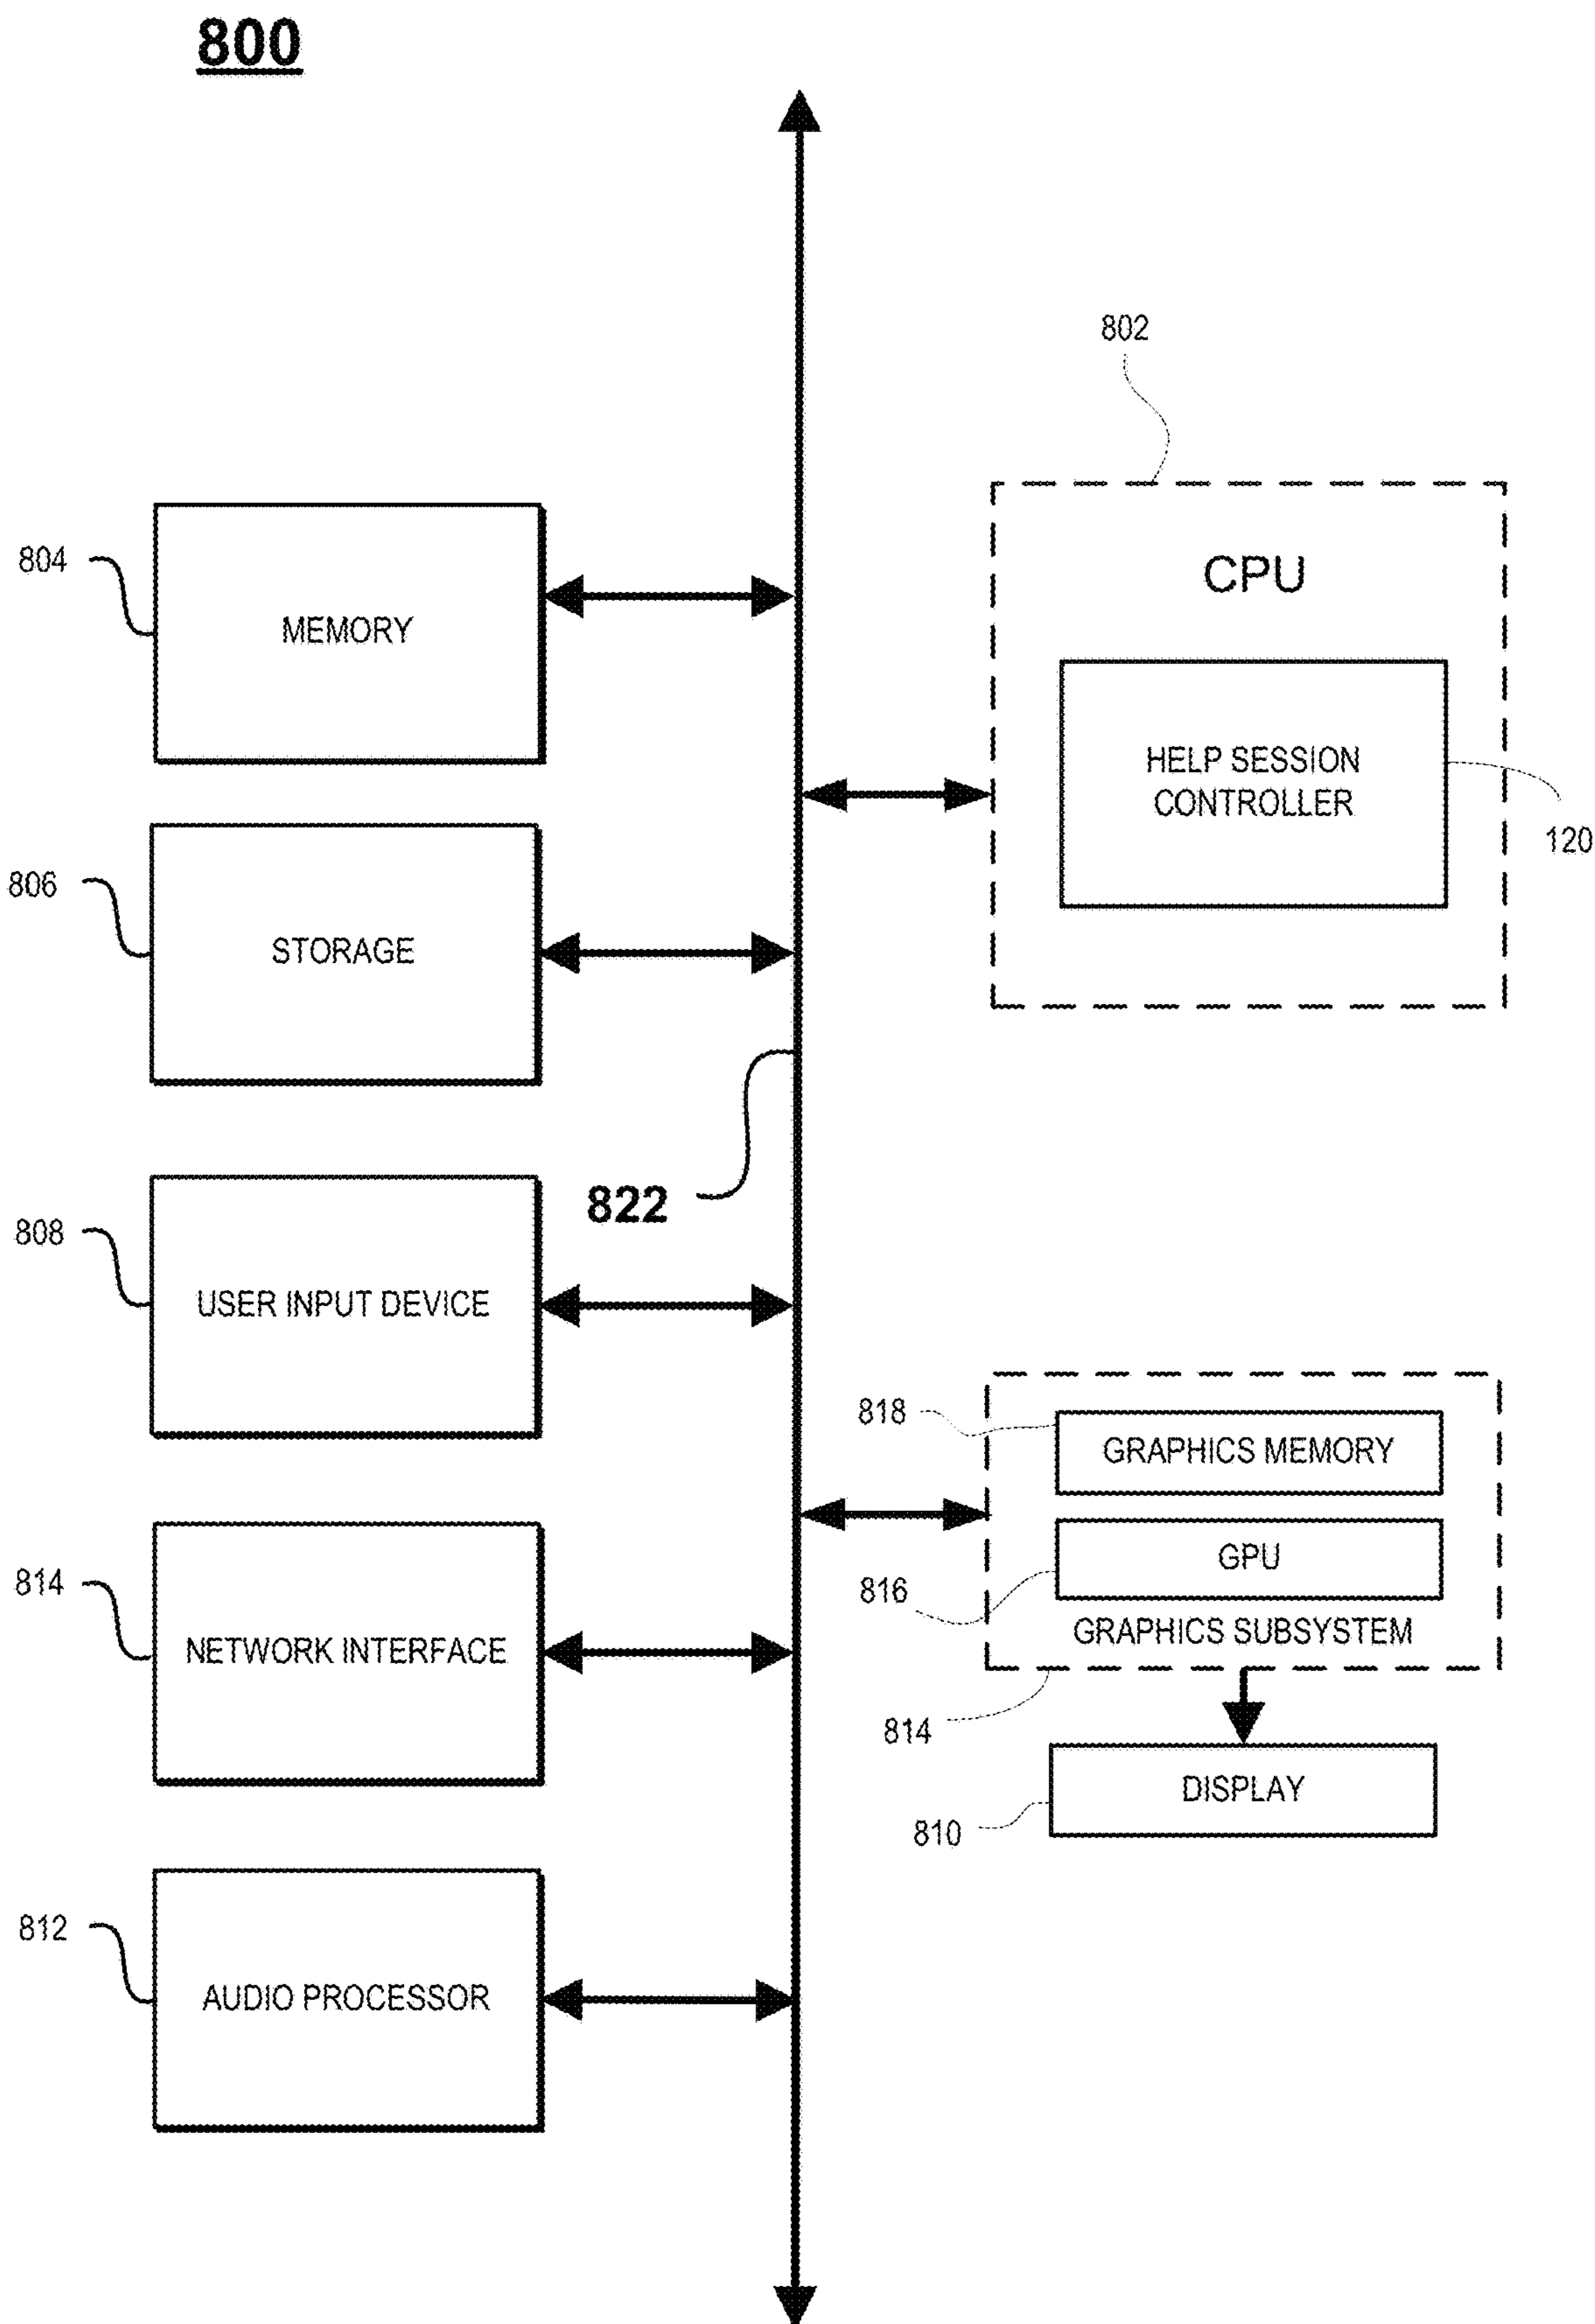 800
802
804
MEMORY
CPU
HELP SESSION
CONTROLLER
120
806
STORAGE
822
808
USER INPUT DEVICE
818
GRAPHICS MEMORY
GPU
816
GRAPHICS SUBSYSTEM
814
NETWORK INTERFACE
814
DISPLAY
810
812
AUDIO PROCESSOR